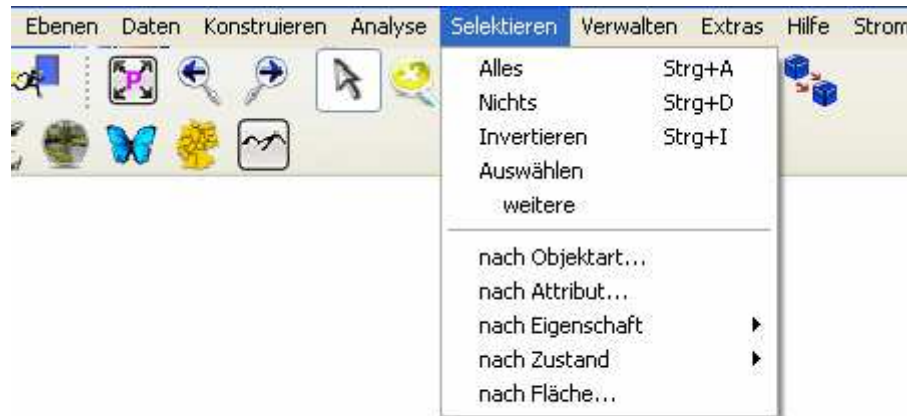 Ebenen Daten Konstruieren Analyse Selektieren Verwalten Extras Hilfe Strom
P
Alles Strg+A
Nichts Strg+D
Invertieren Strg+I
Auswählen
weitere
nach Objektart...
nach Attribut...
nach Eigenschaft
nach Zustand
nach Fläche...